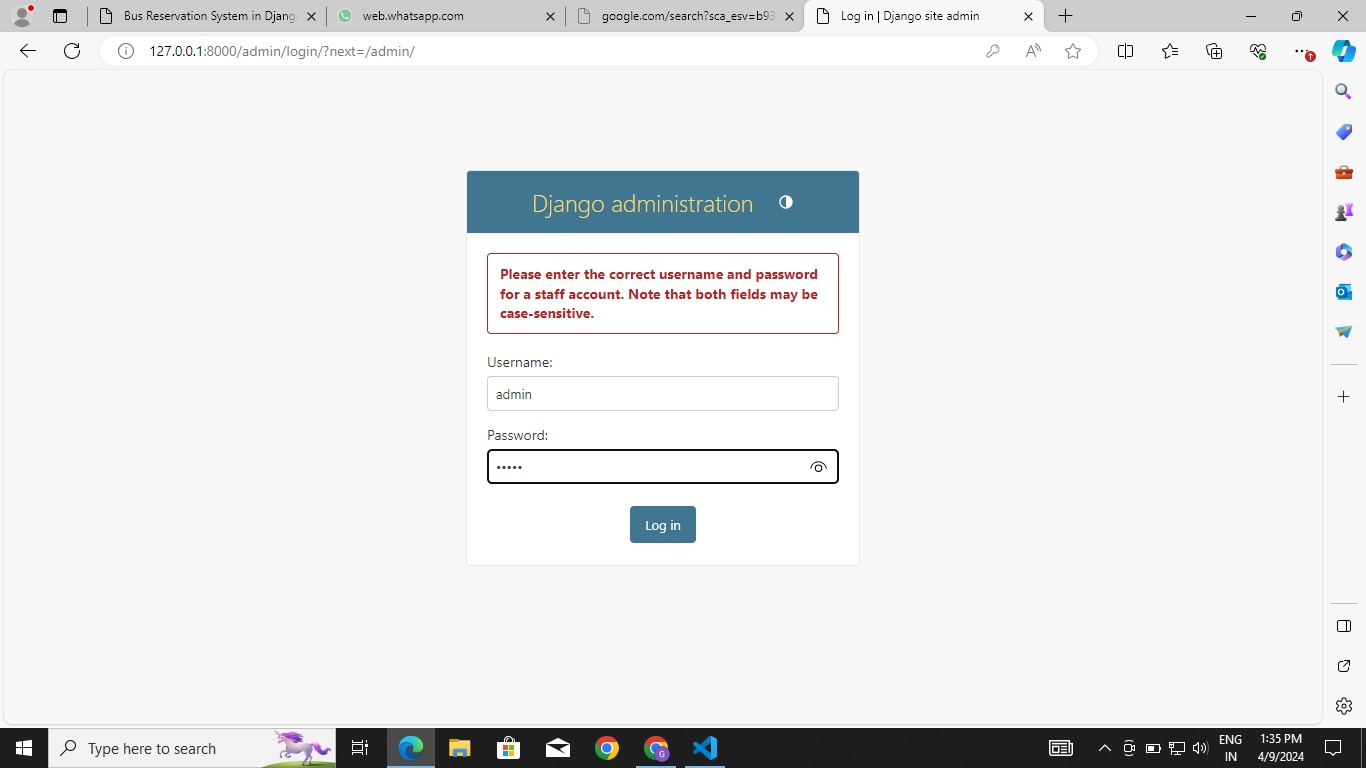 Bus Reservation System in Djang
web.whatsapp.com
google.com/search?sca_esv=b93
Log in | Django site admin
127.0.0.1:8000/admin/login/?next=/admin/
Django administration
Please enter the correct username and password
for a staff account. Note that both fields may be
case-sensitive.
Username:
admin
Password:
•••••
Log in
Type here to search
ENG
IN
1:35 PM
4/9/2024